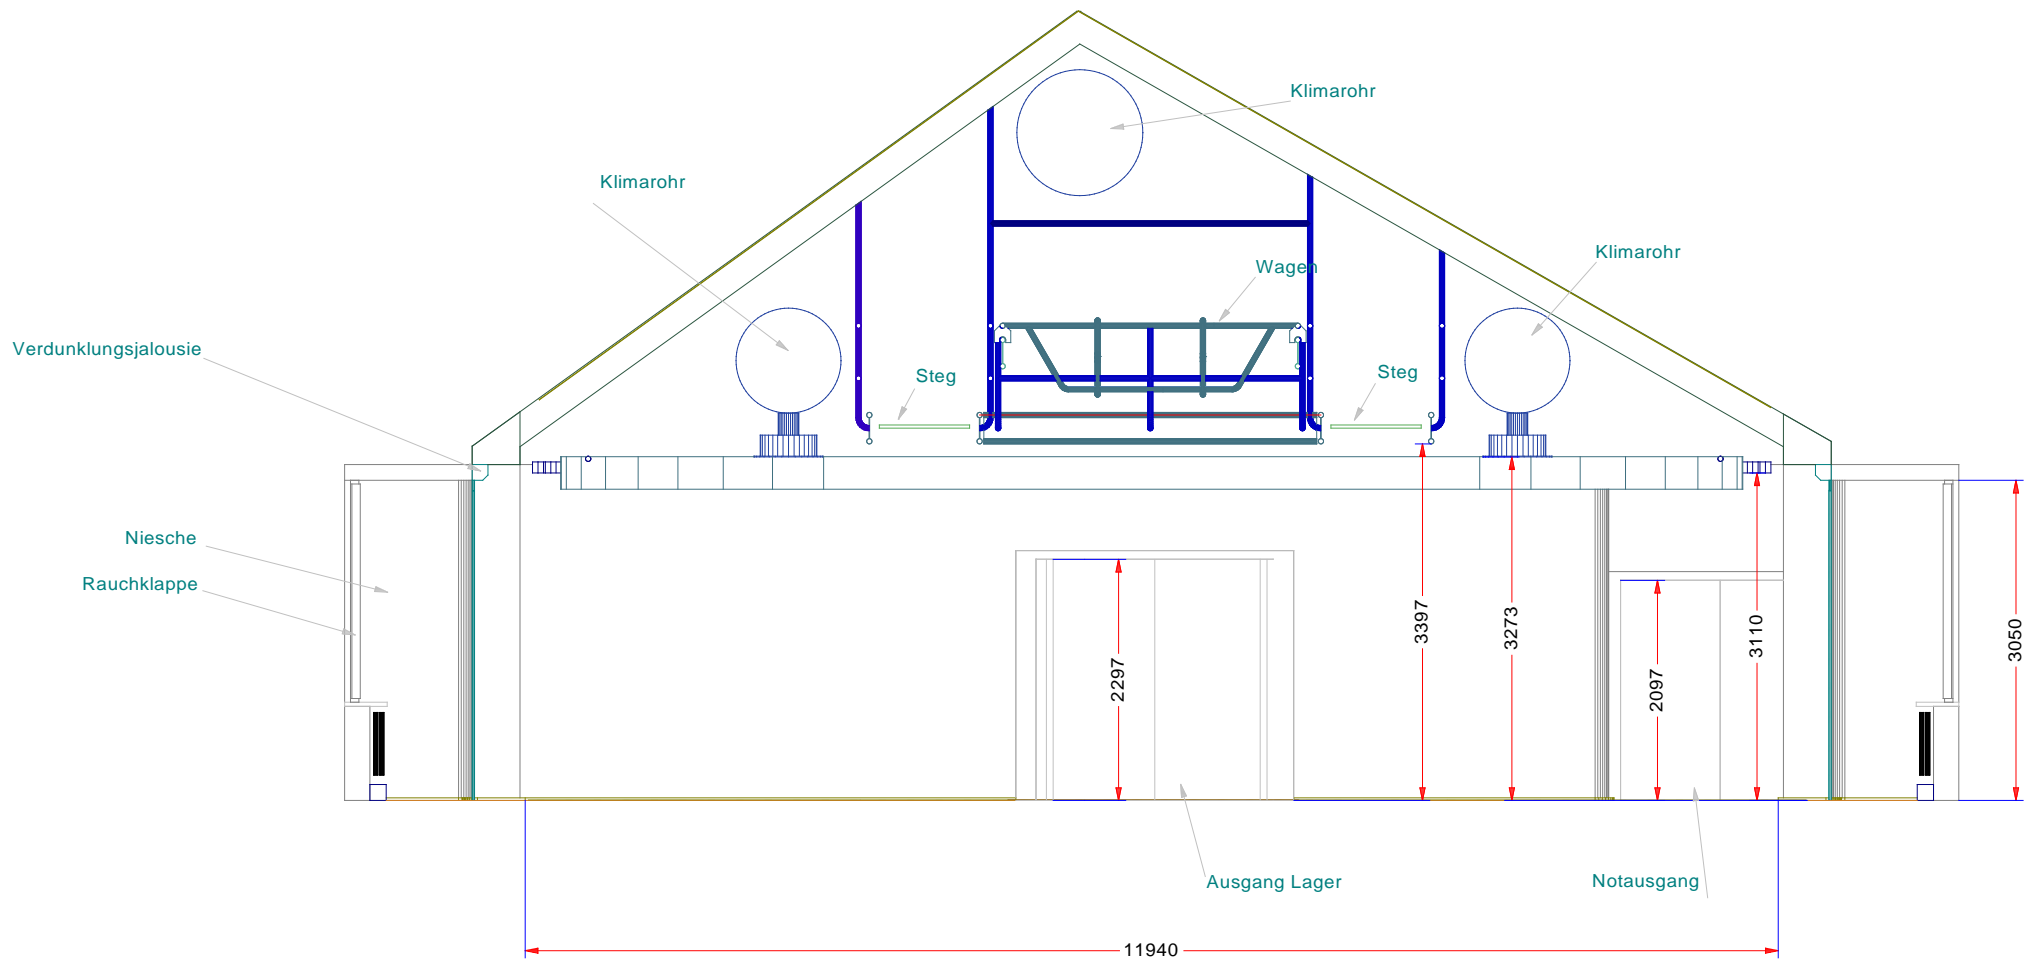 Klimarohr
Klimarohr
Klimarohr
Wagen
Verdunklungsjalousie
Steg
Steg
Niesche
Rauchklappe
2297
3397
3273
2097
3110
3050
Ausgang Lager
Notausgang
11940